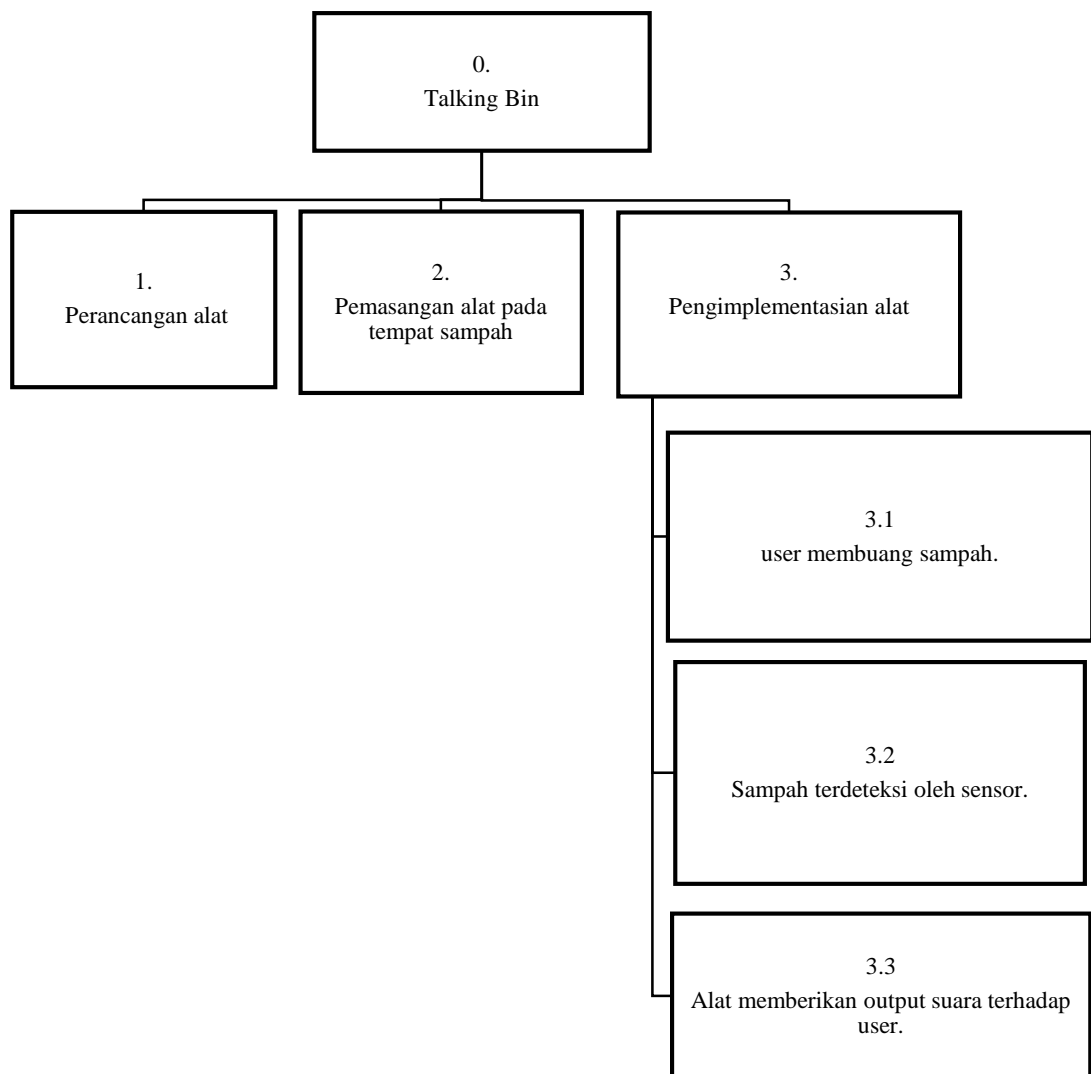 0.
Talking Bin
1.
Perancangan alat
2.
Pemasangan alat pada
tempat sampah
3.
Pengimplementasian alat
3.1
user membuang sampah.
3.2
Sampah terdeteksi oleh sensor.
3.3
Alat memberikan output suara terhadap
user.